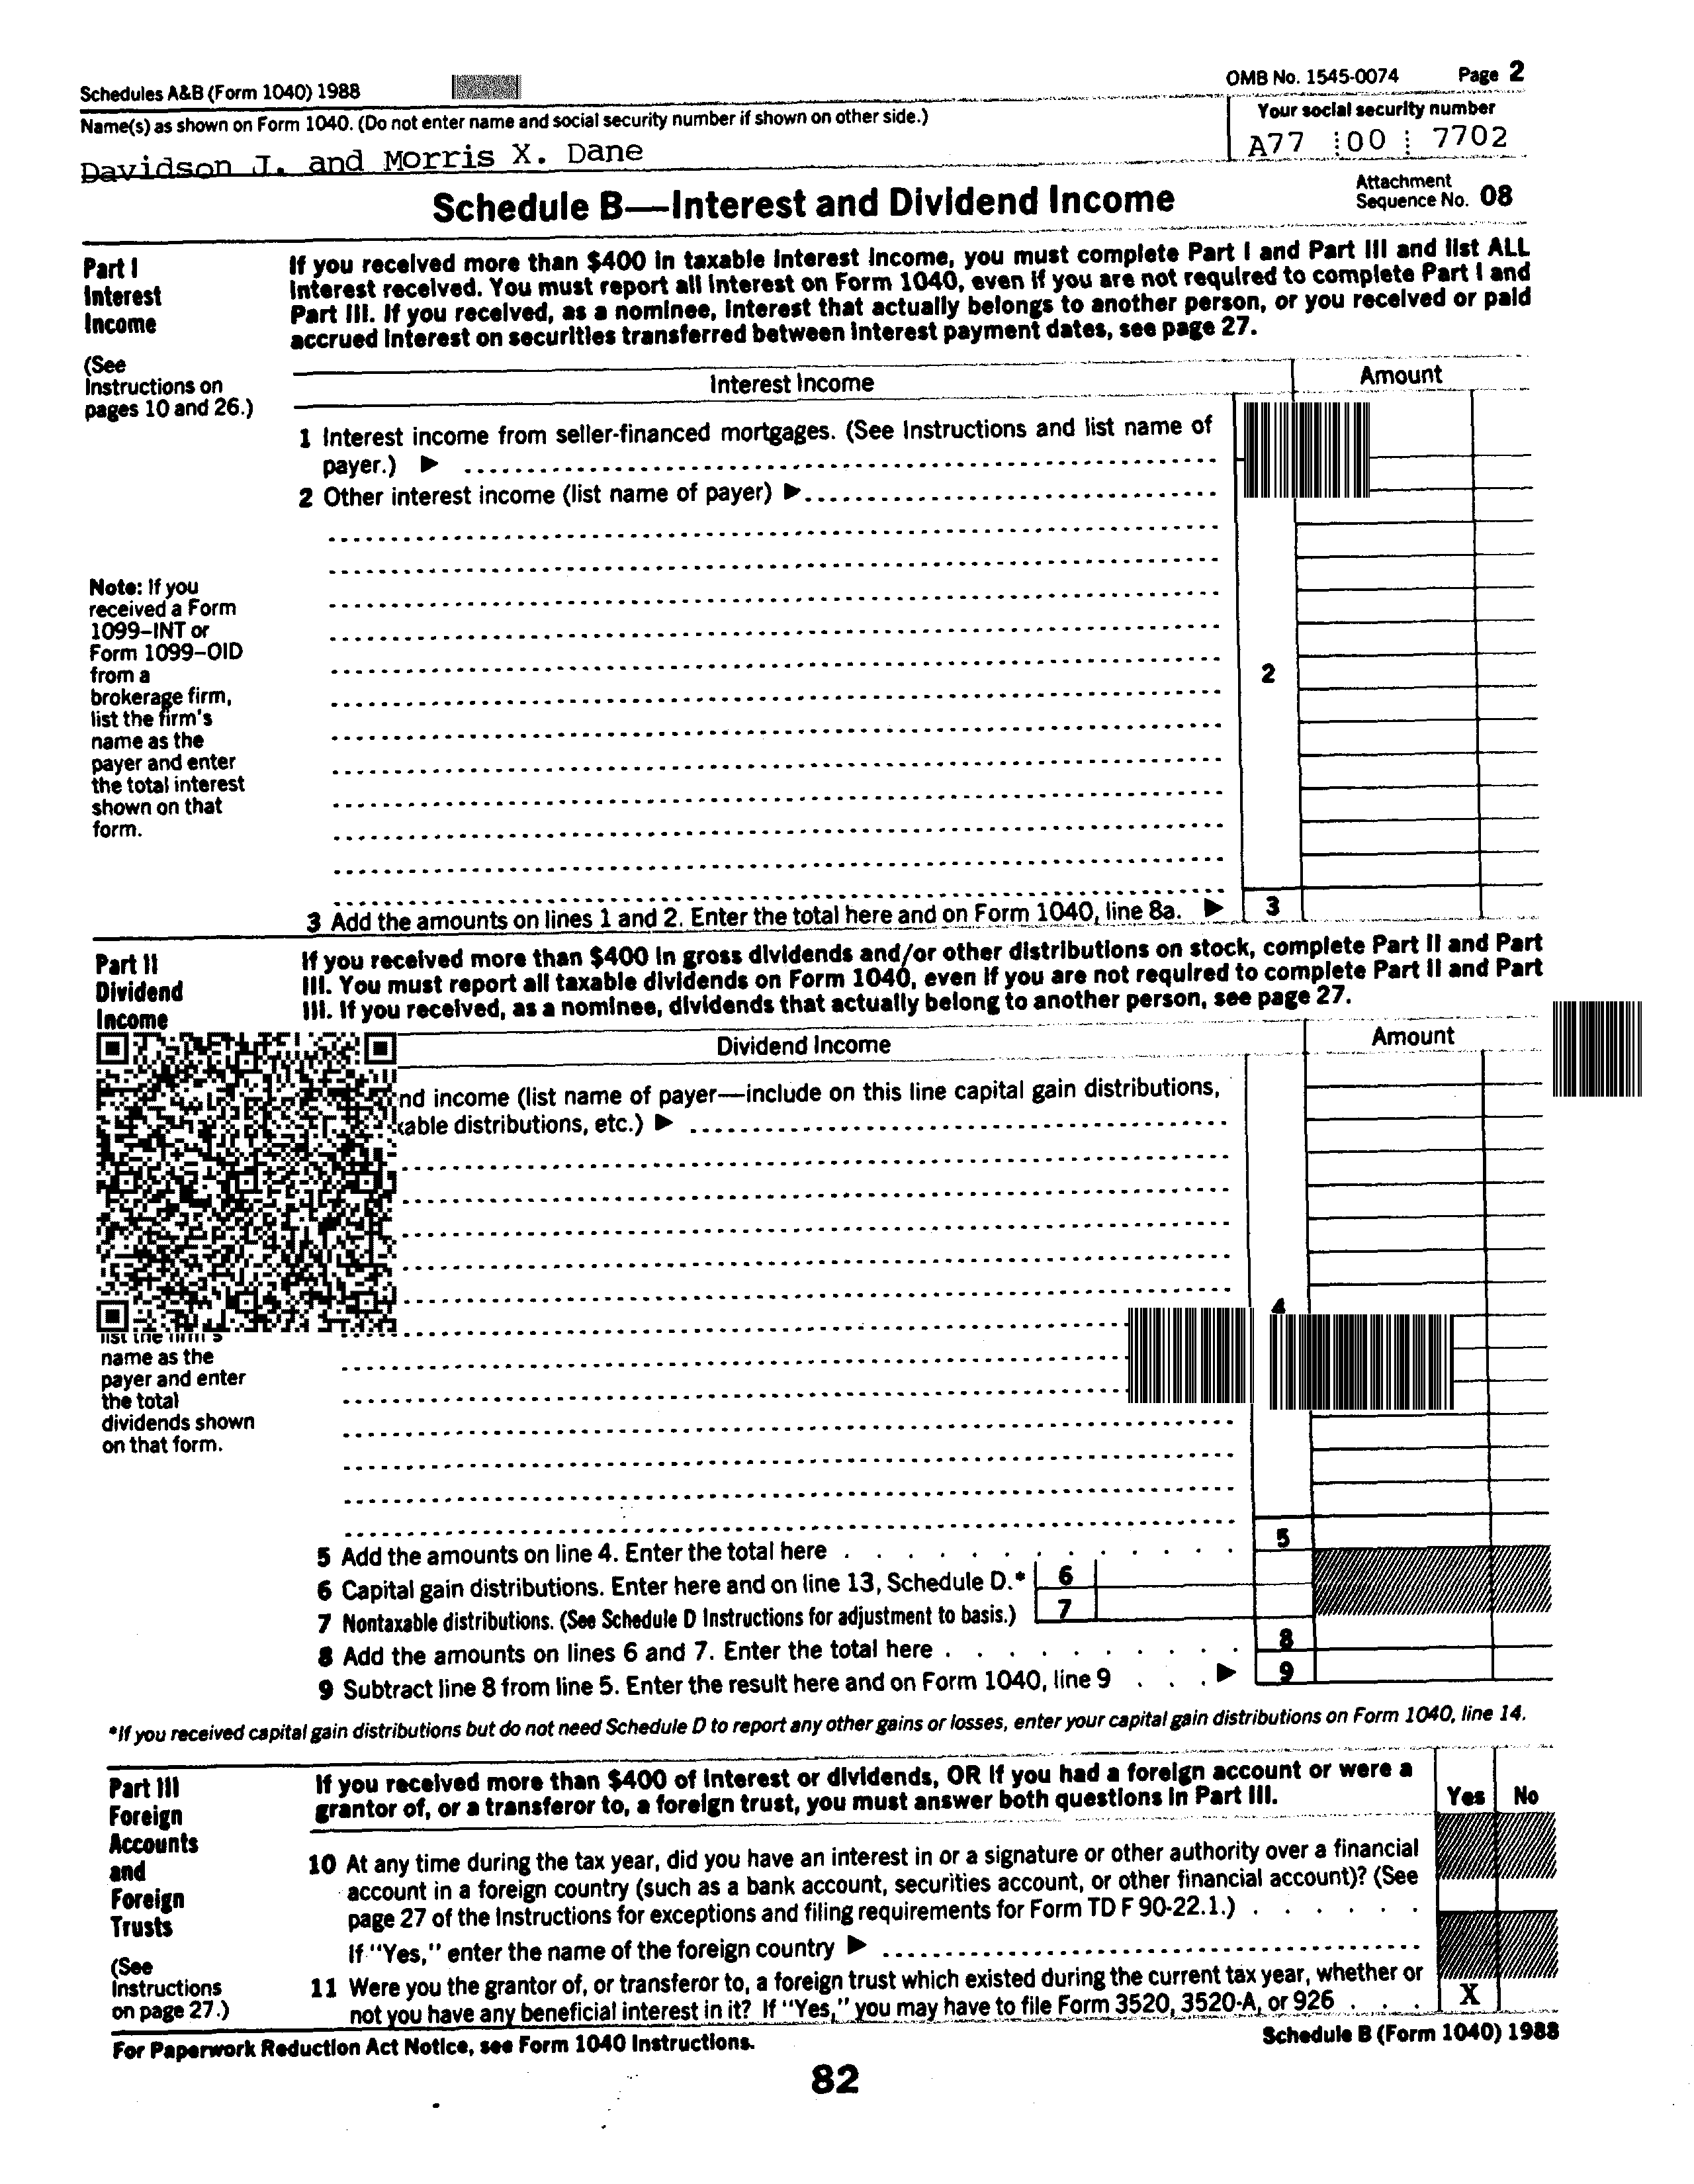 Schedules A&B (Form 1040) 1988
OMB No. 1545-0074 Page 2
Name(s) as shown on Form 1040. (Do not enter name and social security number if shown on other side.)
Your social security number
Davidson J. and Morris X. Dane
A77 00 7702
Schedule B—Interest and Dividend Income
Attachment
Sequence No. 08
Part I
Interest
Income
(See
Instructions on
pages 10 and 26.)
If you received more than $400 in taxable interest income, you must complete Part I and Part III and list ALL
interest received. You must report all interest on Form 1040, even if you are not required to complete Part I and
Part III. If you received, as a nominee, interest that actually belongs to another person, or you received or paid
accrued interest on securities transferred between interest payment dates, see page 27.
Interest Income
Amount
1 Interest income from seller-financed mortgages. (See Instructions and list name of
payer.) ▶
2 Other interest income (list name of payer) ▶
Note: If you
received a Form
1099–INT or
Form 1099–OID
from a
brokerage firm,
list the firm's
name as the
payer and enter
the total interest
shown on that
form.
2
3 Add the amounts on lines 1 and 2. Enter the total here and on Form 1040, line 8a. ▶ 3
Part II
Dividend
Income
If you received more than $400 in gross dividends and/or other distributions on stock, complete Part II and Part
III. You must report all taxable dividends on Form 1040, even if you are not required to complete Part II and Part
III. If you received, as a nominee, dividends that actually belong to another person, see page 27.
Dividend Income
Amount
nd income (list name of payer—include on this line capital gain distributions,
distributions, etc.) ▶
4
name as the
payer and enter
the total
dividends shown
on that form.
5 Add the amounts on line 4. Enter the total here 5
6 Capital gain distributions. Enter here and on line 13, Schedule D.* 6
7 Nontaxable distributions. (See Schedule D Instructions for adjustment to basis.) 7
8 Add the amounts on lines 6 and 7. Enter the total here 8
9 Subtract line 8 from line 5. Enter the result here and on Form 1040, line 9 ▶ 9
*If you received capital gain distributions but do not need Schedule D to report any other gains or losses, enter your capital gain distributions on Form 1040, line 14.
Part III
Foreign
Accounts
and
Foreign
Trusts
(See
Instructions
on page 27.)
If you received more than $400 of interest or dividends, OR if you had a foreign account or were a
grantor of, or a transferor to, a foreign trust, you must answer both questions in Part III.
Yes No
10 At any time during the tax year, did you have an interest in or a signature or other authority over a financial
account in a foreign country (such as a bank account, securities account, or other financial account)? (See
page 27 of the Instructions for exceptions and filing requirements for Form TD F 90-22.1.)
If "Yes," enter the name of the foreign country ▶
11 Were you the grantor of, or transferor to, a foreign trust which existed during the current tax year, whether or
not you have any beneficial interest in it? If "Yes," you may have to file Form 3520, 3520-A, or 926 X
For Paperwork Reduction Act Notice, see Form 1040 Instructions.
Schedule B (Form 1040) 1988
82